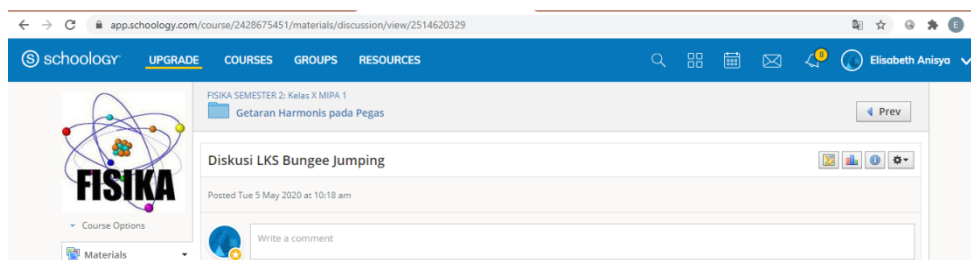 app.schoology.com/course/2428675451/materials/discussion/view/2514620329
E
S schoology UPGRADE COURSES GROUPS RESOURCES 8 Elisabeth Anisya
FISIKA SEMESTER 2: Kelas X MIPA 1
Getaran Harmonis pada Pegas
Prev
FISIKA
Diskusi LKS Bungee Jumping
Posted Tue 5 May 2020 at 10:18 am
Course Options
Write a comment
Materials